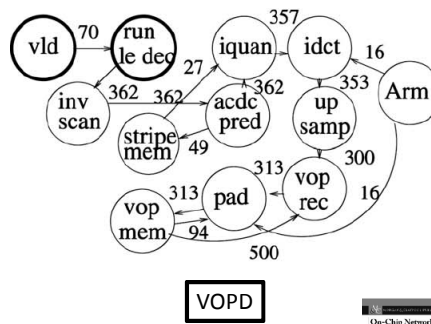 vld
70
run
le dec
inv
scan
362
362
27
stripe
mem
49
acdc
pred
362
iquan
357
idct
16
353
Arm
up
samp
300
vop
rec
16
313
pad
313
94
vop
mem
500
VOPD
On-Chip Network